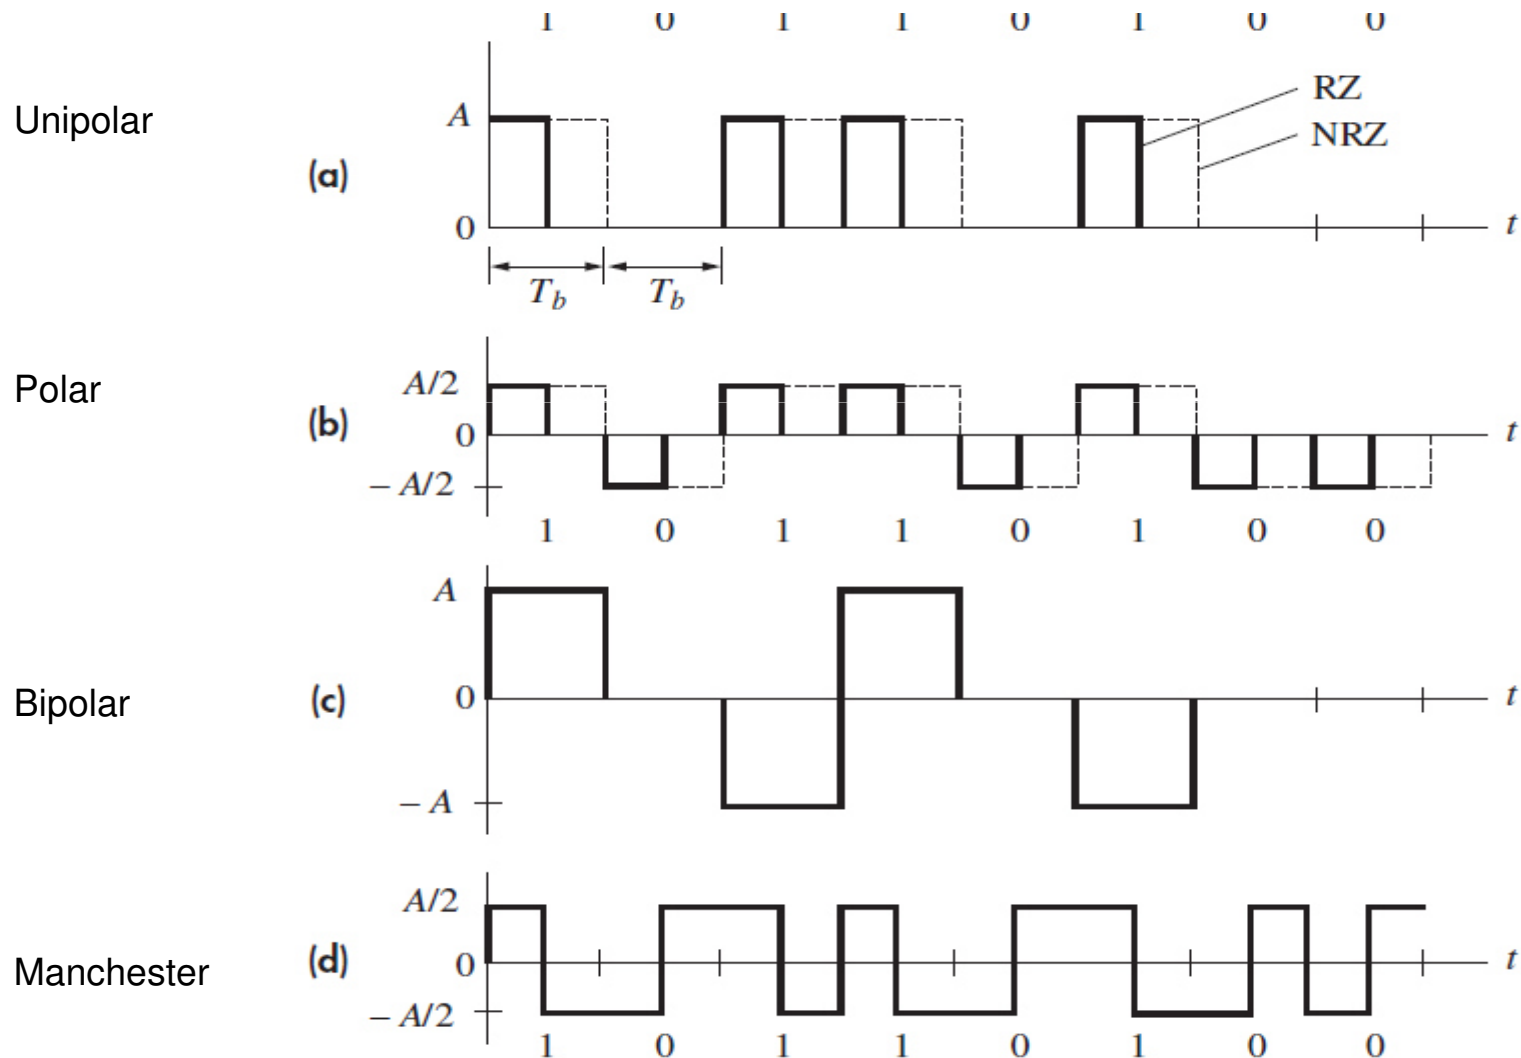 1 0 1 1 0 1 0 0
RZ
Unipolar A NRZ
(a)
0 t
T_b T_b
Polar A/2
(b) 0 t
− A/2
1 0 1 1 0 1 0 0
A
Bipolar (c) 0 t
− A
A/2
Manchester (d) 0 t
− A/2
1 0 1 1 0 1 0 0